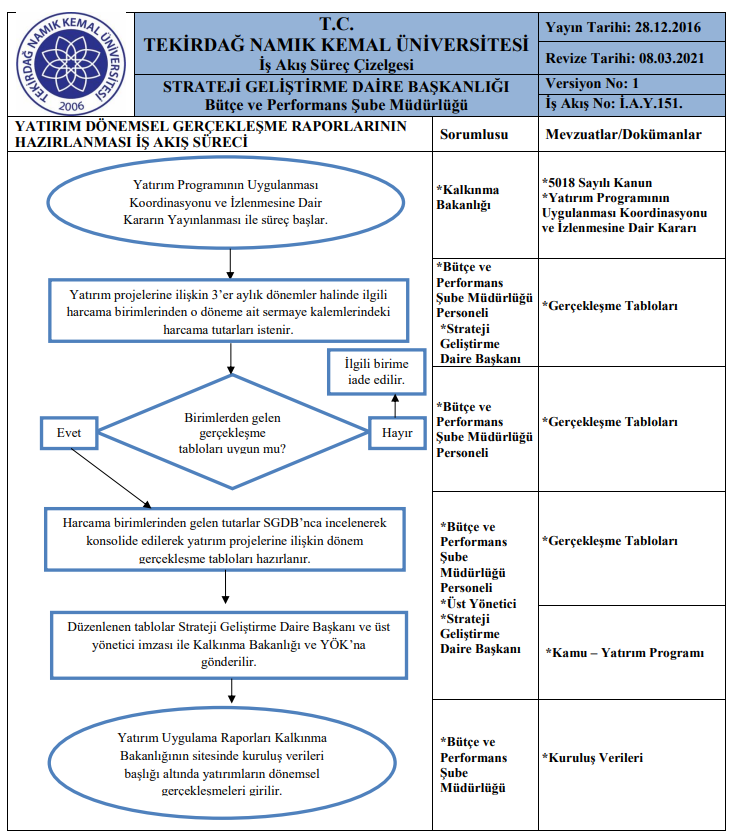 TEKİRDAĞ NAMIK KEMAL ÜNİVERSİTESİ
2006
T.C.
TEKİRDAĞ NAMIK KEMAL ÜNİVERSİTESİ
İş Akış Süreç Çizelgesi
STRATEJİ GELİŞTİRME DAİRE BAŞKANLIĞI
Bütçe ve Performans Şube Müdürlüğü
Yayın Tarihi: 28.12.2016
Revize Tarihi: 08.03.2021
Versiyon No: 1
İş Akış No: İ.A.Y.151.
YATIRIM DÖNEMSEL GERÇEKLEŞME RAPORLARININ
HAZIRLANMASI İŞ AKIŞ SÜRECİ
Sorumlusu
Mevzuatlar/Dokümanlar
Yatırım Programının Uygulanması
Koordinasyonu ve İzlenmesine Dair
Kararın Yayınlanması ile süreç başlar.
*Kalkınma
Bakanlığı
*5018 Sayılı Kanun
*Yatırım Programının
Uygulanması Koordinasyonu
ve İzlenmesine Dair Kararı
Yatırım projelerine ilişkin 3’er aylık dönemler halinde ilgili
harcama birimlerinden o döneme ait sermaye kalemlerindeki
harcama tutarları istenir.
*Bütçe ve
Performans
Şube Müdürlüğü
Personeli
*Strateji
Geliştirme
Daire Başkanı
*Gerçekleşme Tabloları
İlgili birime
iade edilir.
Evet
Birimlerden gelen
gerçekleşme
tabloları uygun mu?
Hayır
*Bütçe ve
Performans
Şube Müdürlüğü
Personeli
*Gerçekleşme Tabloları
Harcama birimlerinden gelen tutarlar SGDB’nca incelenerek
konsolide edilerek yatırım projelerine ilişkin dönem
gerçekleşme tabloları hazırlanır.
*Bütçe ve
Performans
Şube
Müdürlüğü
Personeli
*Üst Yönetici
*Strateji
Geliştirme
Daire Başkanı
*Gerçekleşme Tabloları
Düzenlenen tablolar Strateji Geliştirme Daire Başkanı ve üst
yönetici imzası ile Kalkınma Bakanlığı ve YÖK’na
gönderilir.
*Kamu – Yatırım Programı
Yatırım Uygulama Raporları Kalkınma
Bakanlığının sitesinde kuruluş verileri
başlığı altında yatırımların dönemsel
gerçekleşmeleri girilir.
*Bütçe ve
Performans
Şube
Müdürlüğü
*Kuruluş Verileri